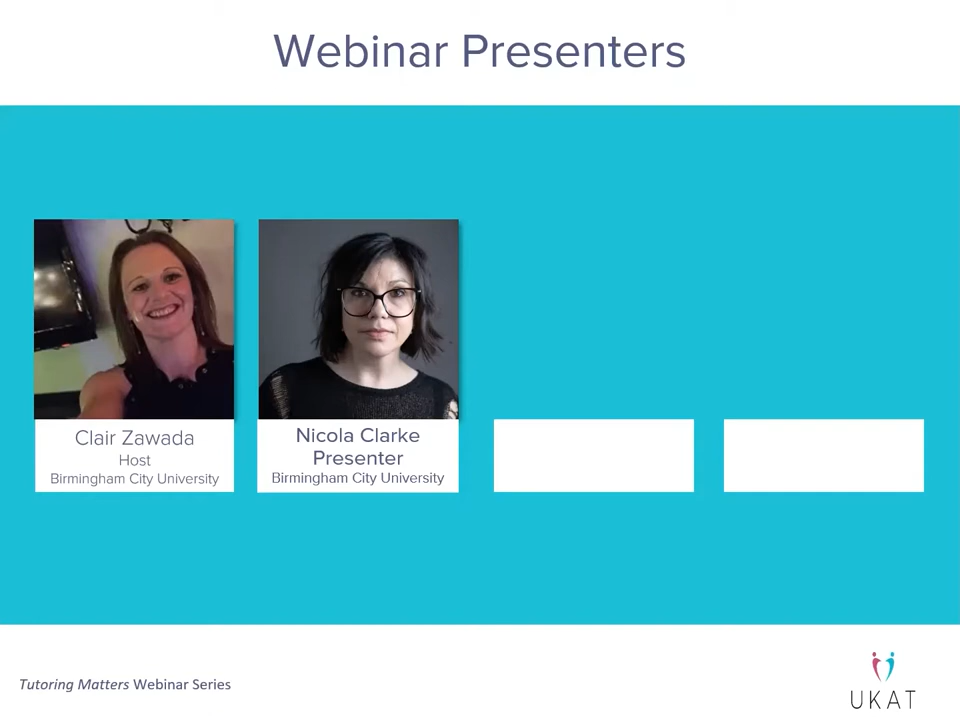 Webinar Presenters
Clair Zawada
Host
Birmingham City University
Nicola Clarke
Presenter
Birmingham City University
Tutoring Matters Webinar Series
UKAT